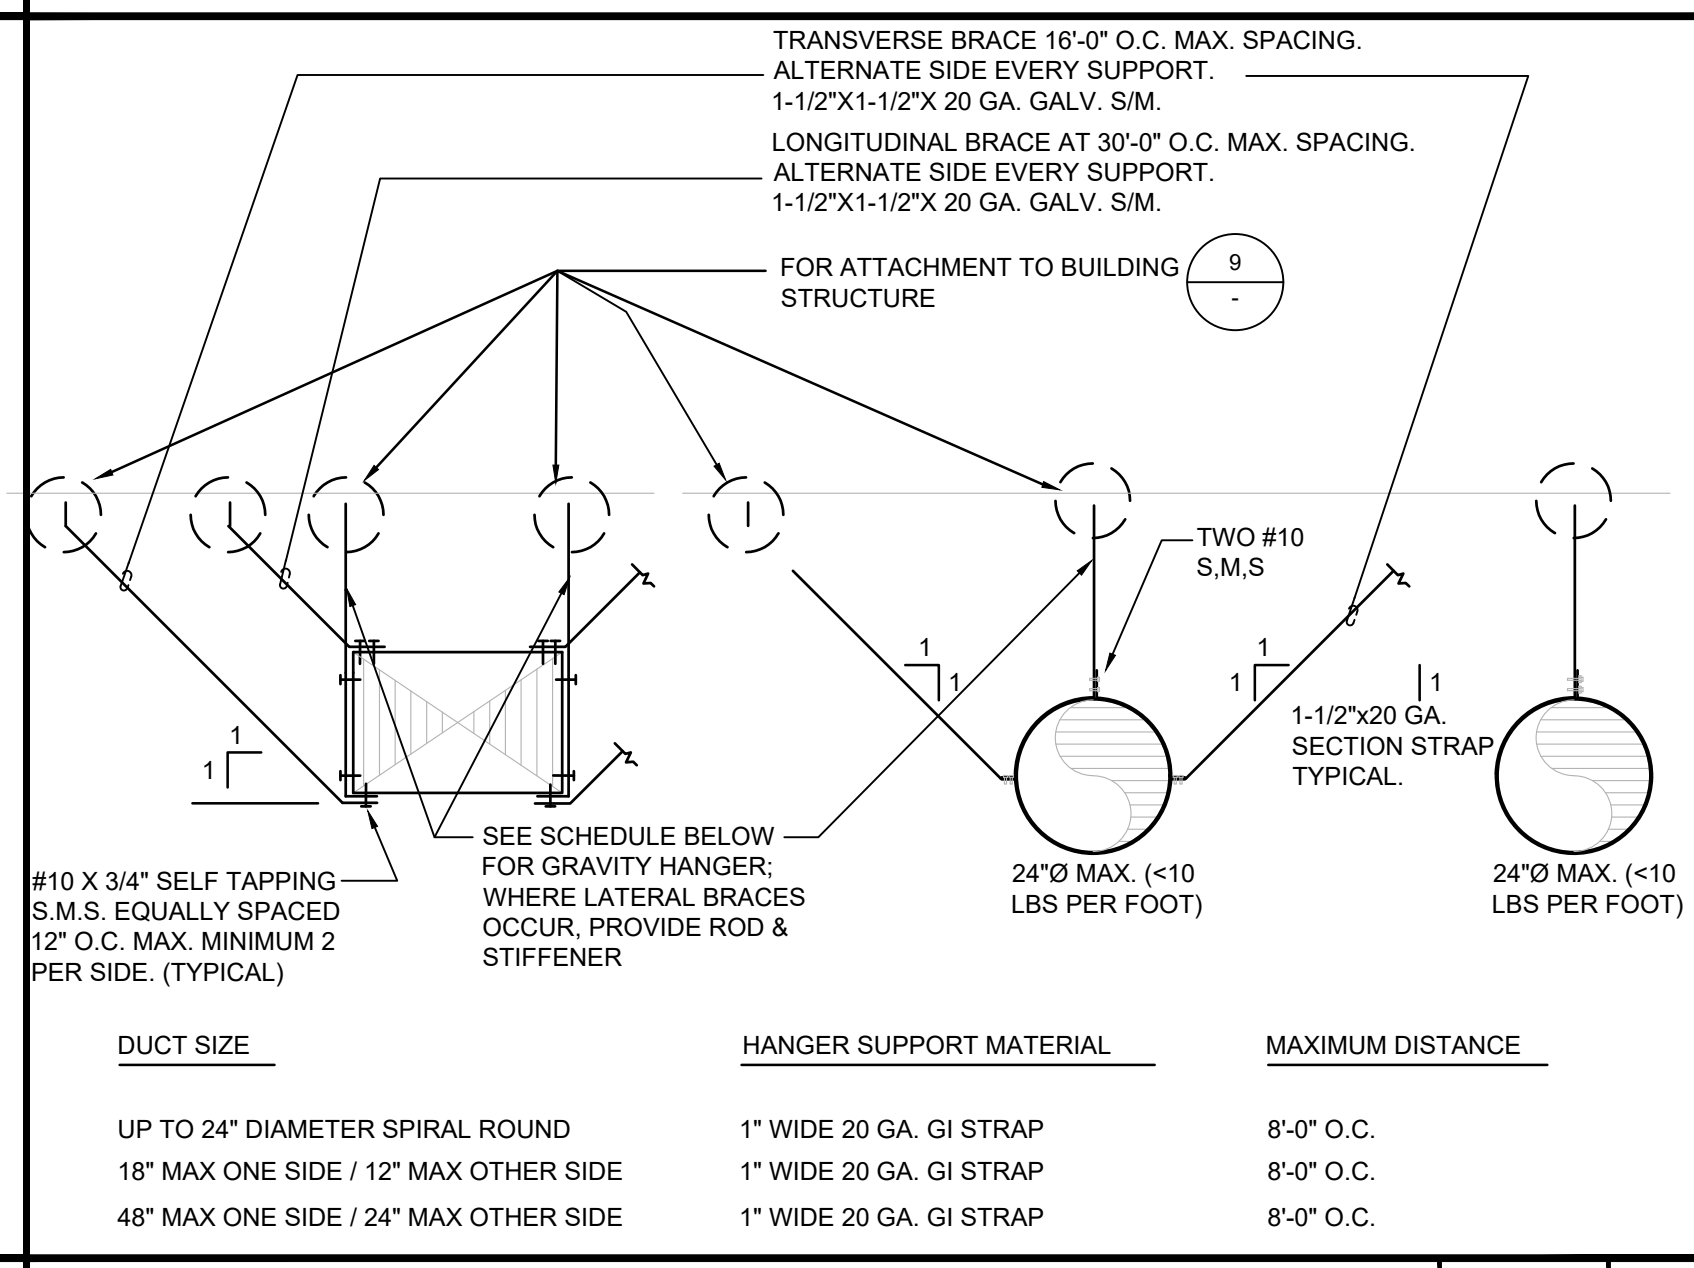 TRANSVERSE BRACE 16'-0" O.C. MAX. SPACING.
ALTERNATE SIDE EVERY SUPPORT.
1-1/2"X1-1/2"X 20 GA. GALV. S/M.
LONGITUDINAL BRACE AT 30'-0" O.C. MAX. SPACING.
ALTERNATE SIDE EVERY SUPPORT.
1-1/2"X1-1/2"X 20 GA. GALV. S/M.
FOR ATTACHMENT TO BUILDING
STRUCTURE
9
-
TWO #10
S,M,S
1
1
1
1
1
1
1
1-1/2"x20 GA.
SECTION STRAP
TYPICAL.
SEE SCHEDULE BELOW
FOR GRAVITY HANGER;
WHERE LATERAL BRACES
OCCUR, PROVIDE ROD &
STIFFENER
#10 X 3/4" SELF TAPPING
S.M.S. EQUALLY SPACED
12" O.C. MAX. MINIMUM 2
PER SIDE. (TYPICAL)
24"Ø MAX. (<10
LBS PER FOOT)
24"Ø MAX. (<10
LBS PER FOOT)
DUCT SIZE HANGER SUPPORT MATERIAL MAXIMUM DISTANCE
UP TO 24" DIAMETER SPIRAL ROUND 1" WIDE 20 GA. GI STRAP 8'-0" O.C.
18" MAX ONE SIDE / 12" MAX OTHER SIDE 1" WIDE 20 GA. GI STRAP 8'-0" O.C.
48" MAX ONE SIDE / 24" MAX OTHER SIDE 1" WIDE 20 GA. GI STRAP 8'-0" O.C.